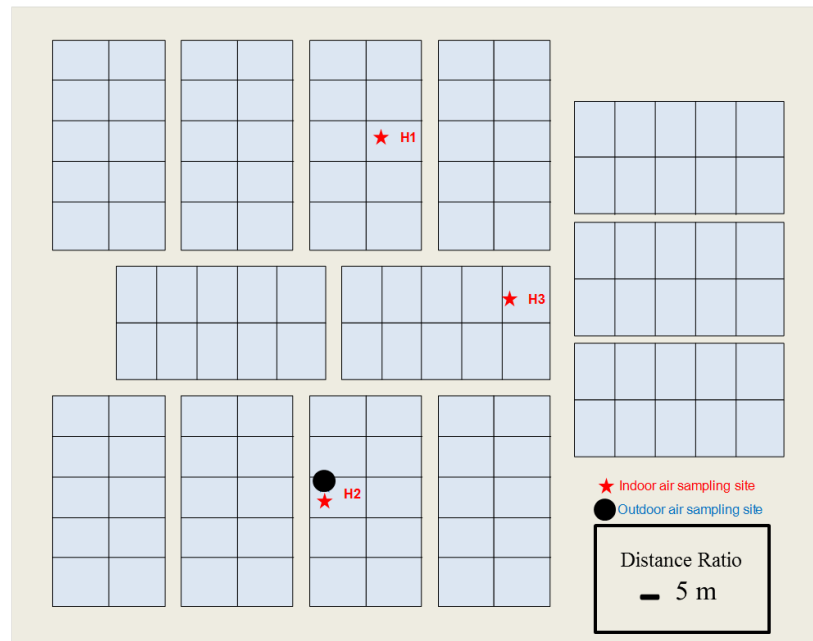 H1
H3
H2
Indoor air sampling site
Outdoor air sampling site
Distance Ratio
5 m